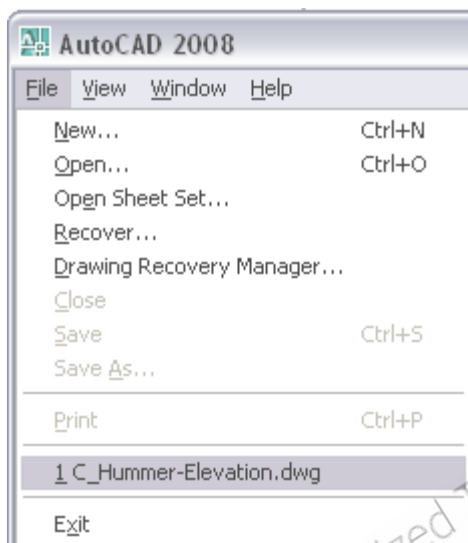 AutoCAD 2008
File View Window Help
New... Ctrl+N
Open... Ctrl+O
Open Sheet Set...
Recover...
Drawing Recovery Manager...
Close
Save Ctrl+S
Save As...
Print Ctrl+P
1 C_Hummer-Elevation.dwg
Exit